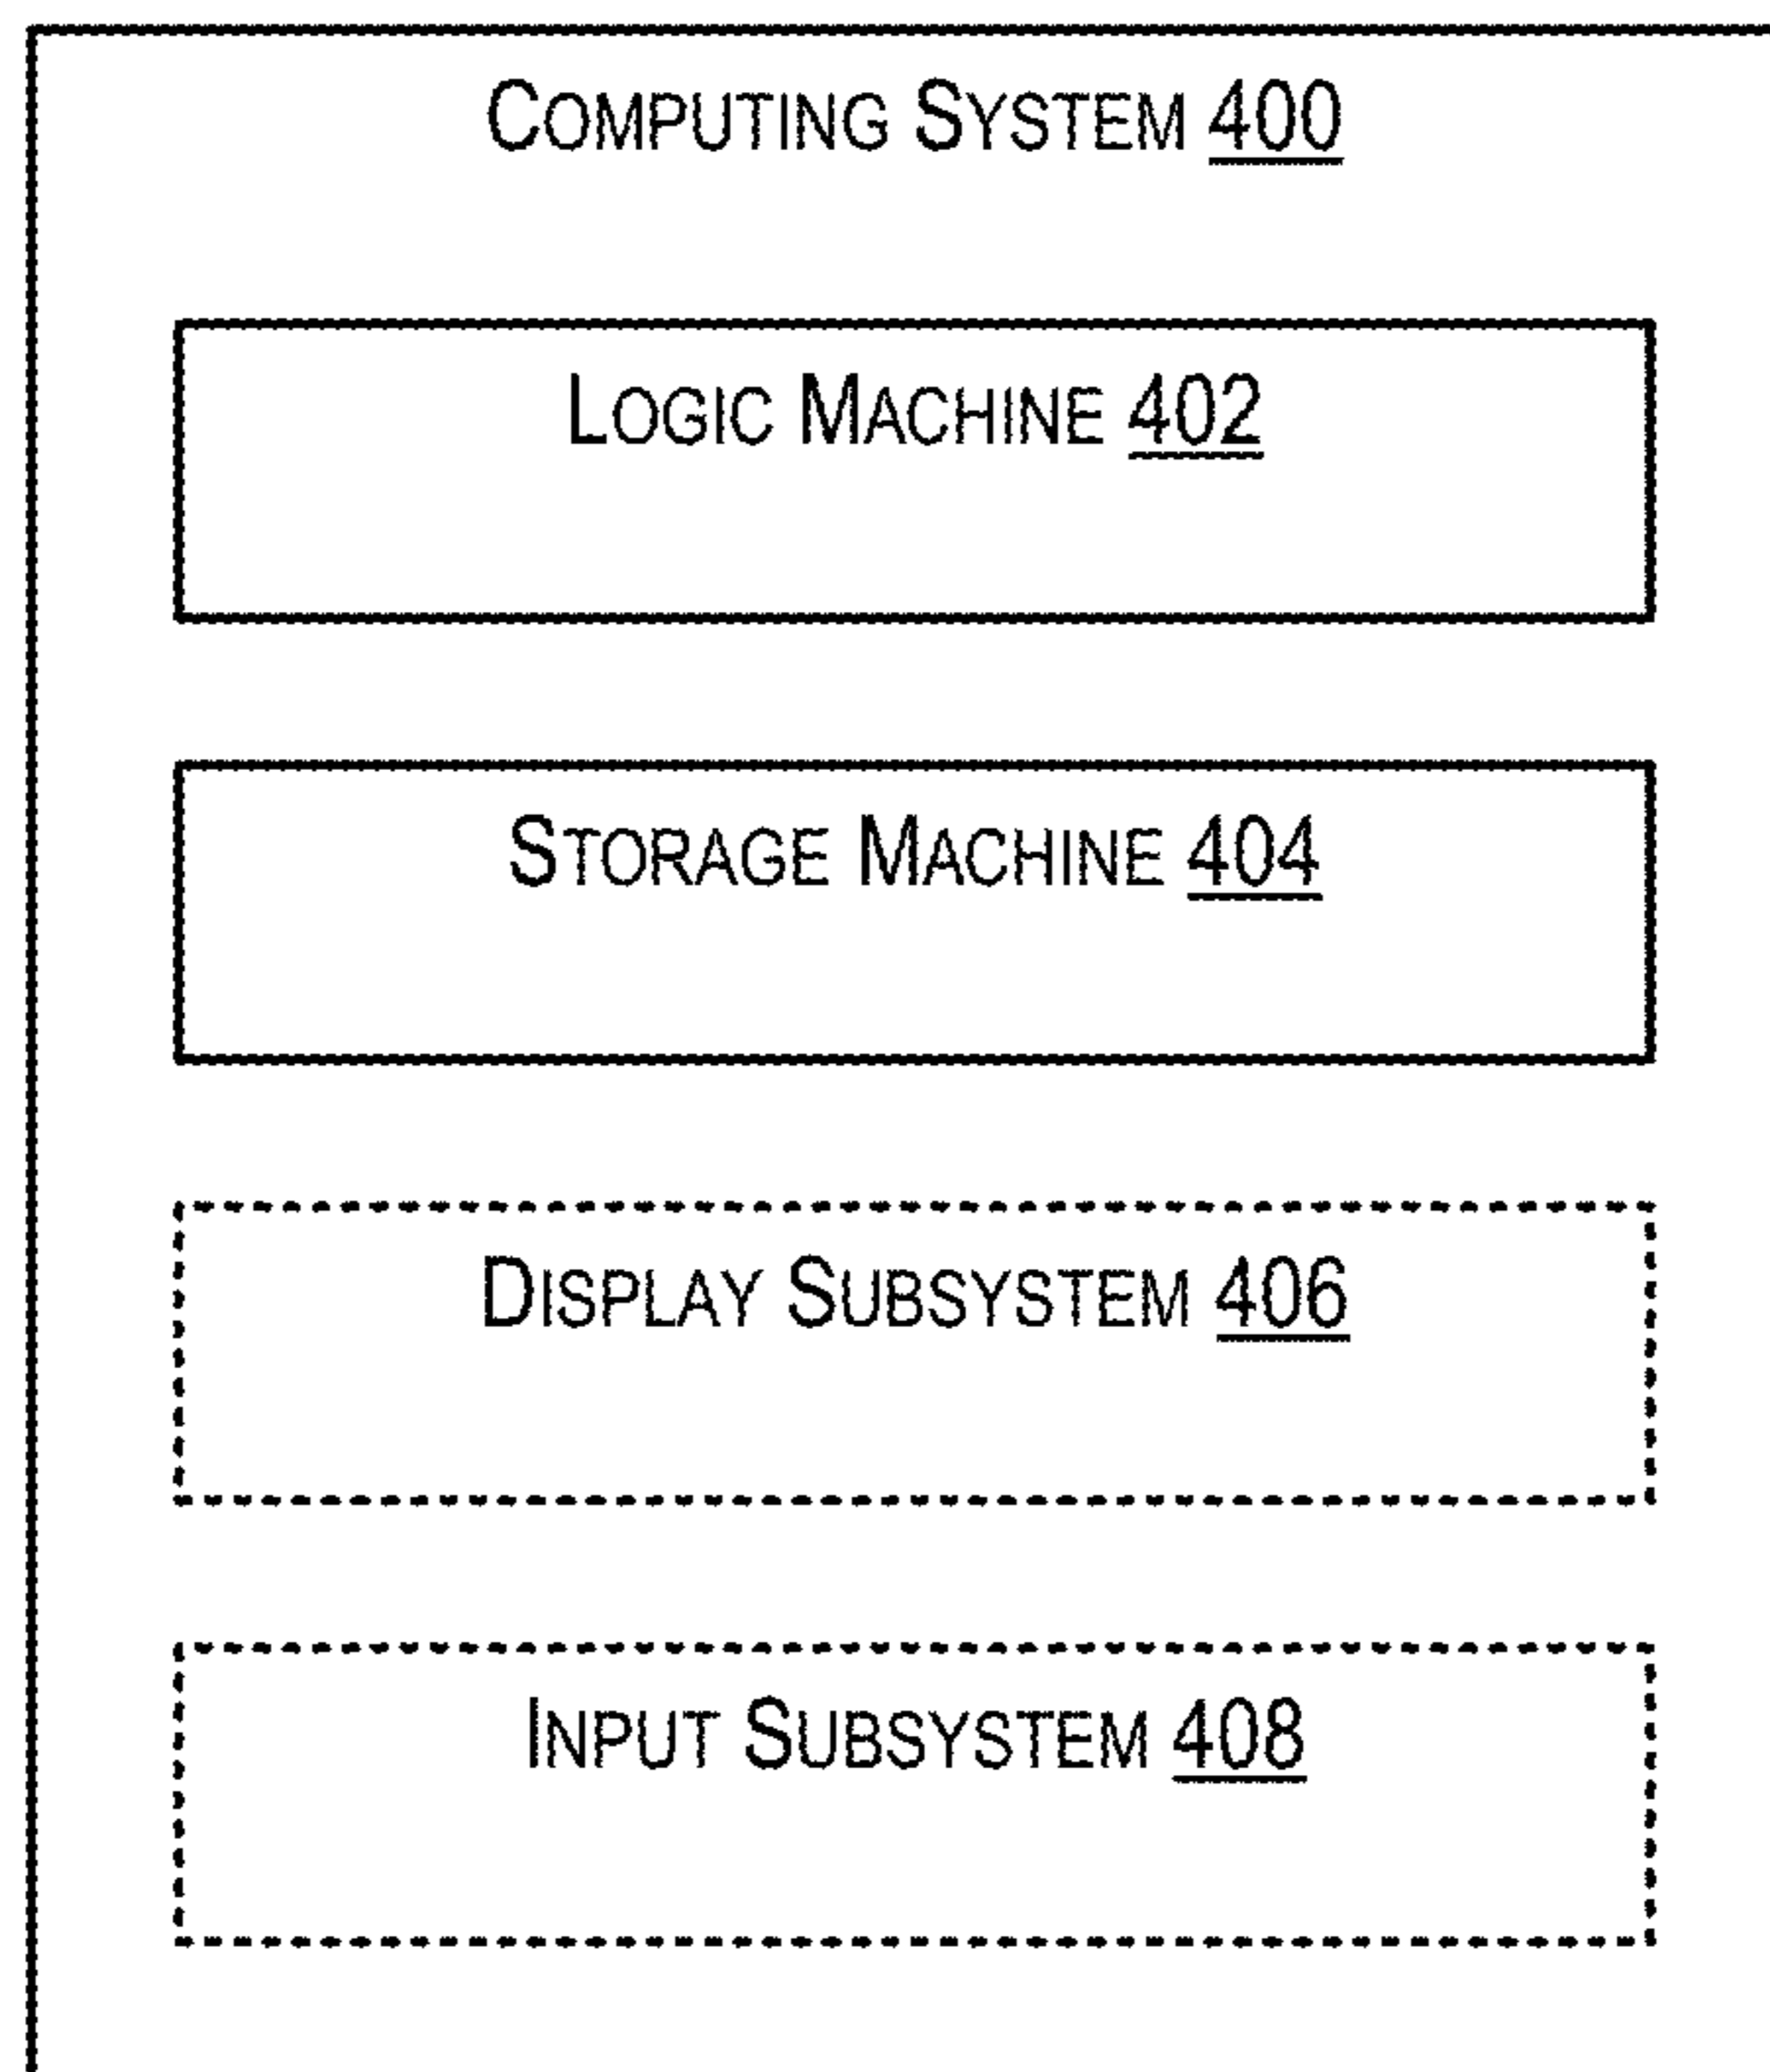 COMPUTING SYSTEM 400
LOGIC MACHINE 402
STORAGE MACHINE 404
DISPLAY SUBSYSTEM 406
INPUT SUBSYSTEM 408